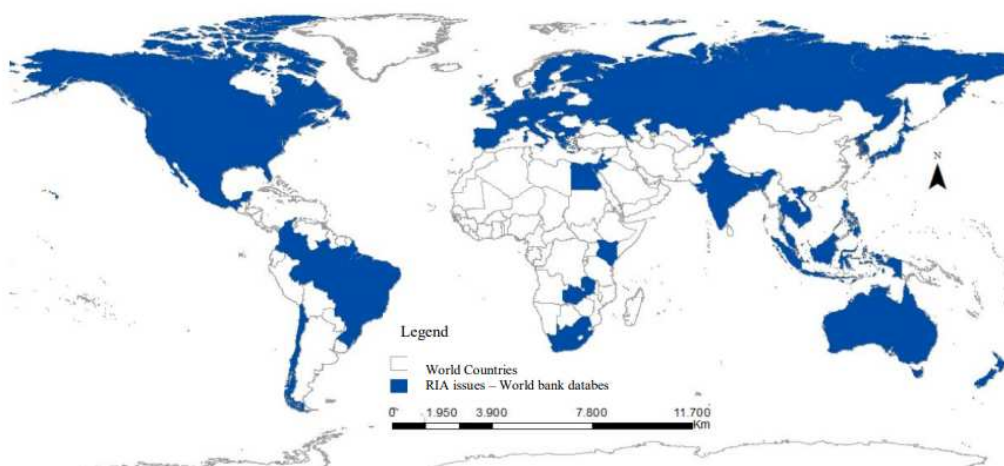 N
Legend
World Countries
RIA issues – World bank databes
0 1.950 3.900 7.800 11.700
Km